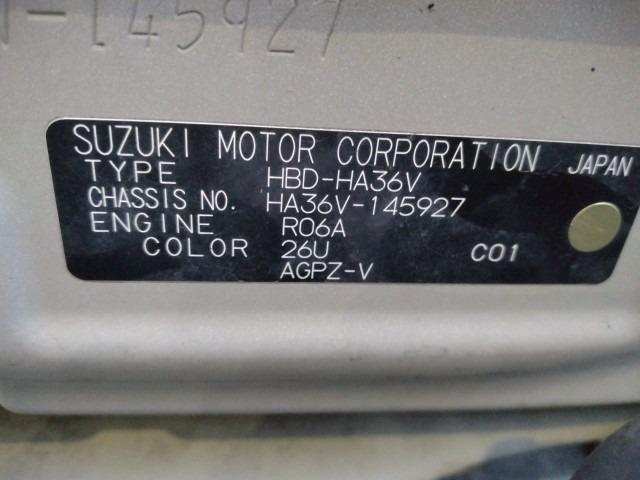 -145927
SUZUKI MOTOR CORPORATION JAPAN
TYPE HBD-HA36V
CHASSIS NO. HA36V-145927
ENGINE R06A
COLOR 26U C01
AGPZ-V